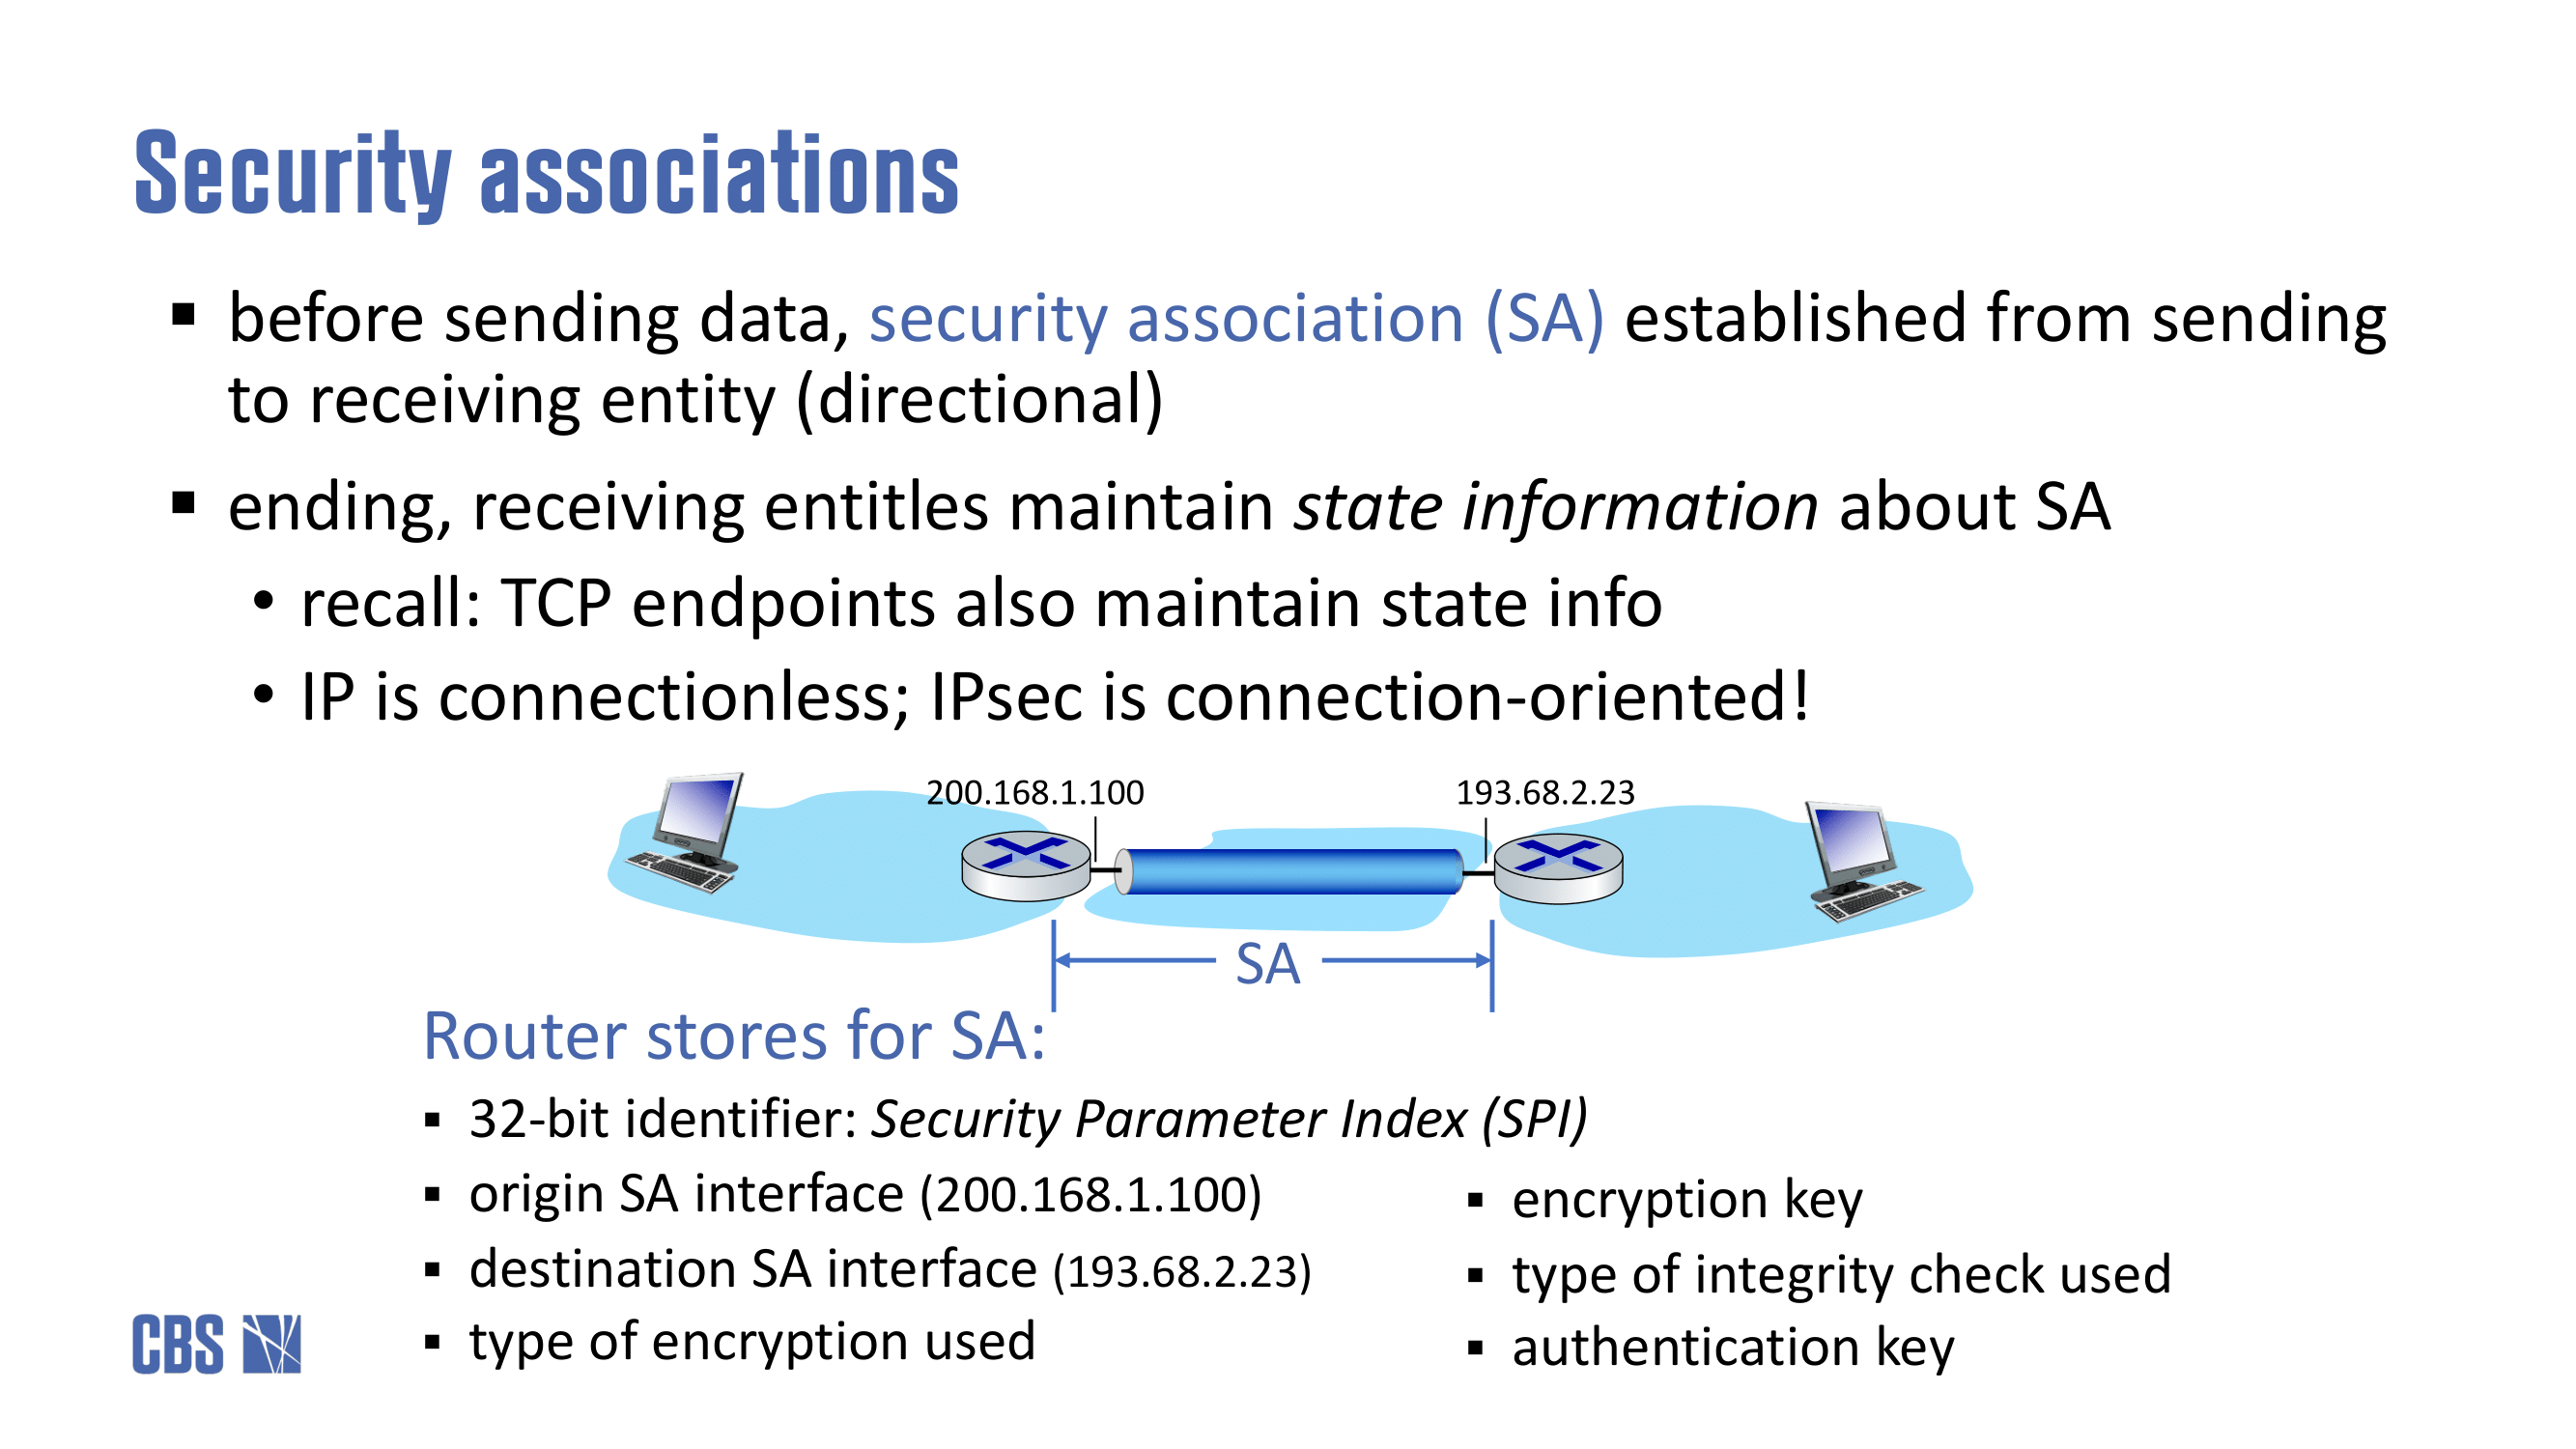 Security associations
▪ before sending data, security association (SA) established from sending
to receiving entity (directional)
▪ ending, receiving entitles maintain state information about SA
• recall: TCP endpoints also maintain state info
• IP is connectionless; IPsec is connection-oriented!
200.168.1.100
193.68.2.23
SA
Router stores for SA:
▪ 32-bit identifier: Security Parameter Index (SPI)
▪ origin SA interface (200.168.1.100)
▪ destination SA interface (193.68.2.23)
▪ type of encryption used
▪ encryption key
▪ type of integrity check used
▪ authentication key
CBS